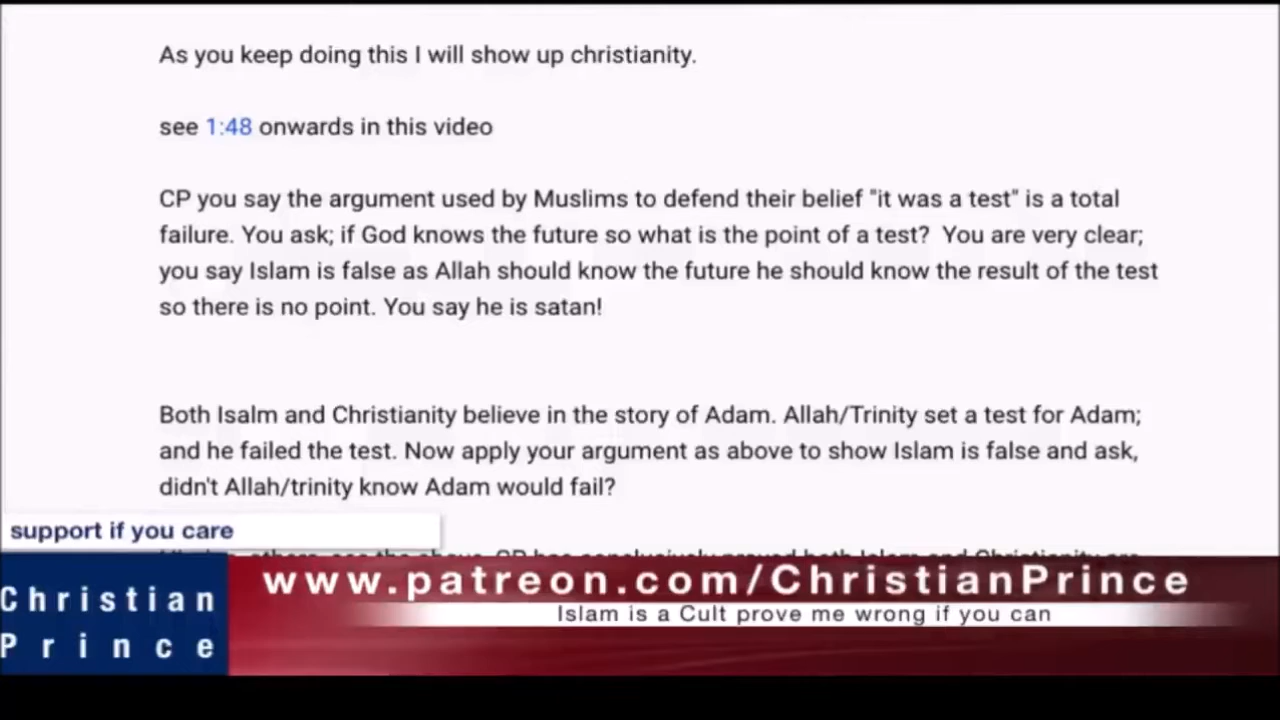 As you keep doing this I will show up christianity.
see 1:48 onwards in this video
CP you say the argument used by Muslims to defend their belief "it was a test" is a total
failure. You ask; if God knows the future so what is the point of a test?  You are very clear;
you say Islam is false as Allah should know the future he should know the result of the test
so there is no point. You say he is satan!
Both Isalm and Christianity believe in the story of Adam. Allah/Trinity set a test for Adam;
and he failed the test. Now apply your argument as above to show Islam is false and ask,
didn't Allah/trinity know Adam would fail?
support if you care
www.patreon.com/ChristianPrince
Islam is a Cult prove me wrong if you can
Christian
Prince